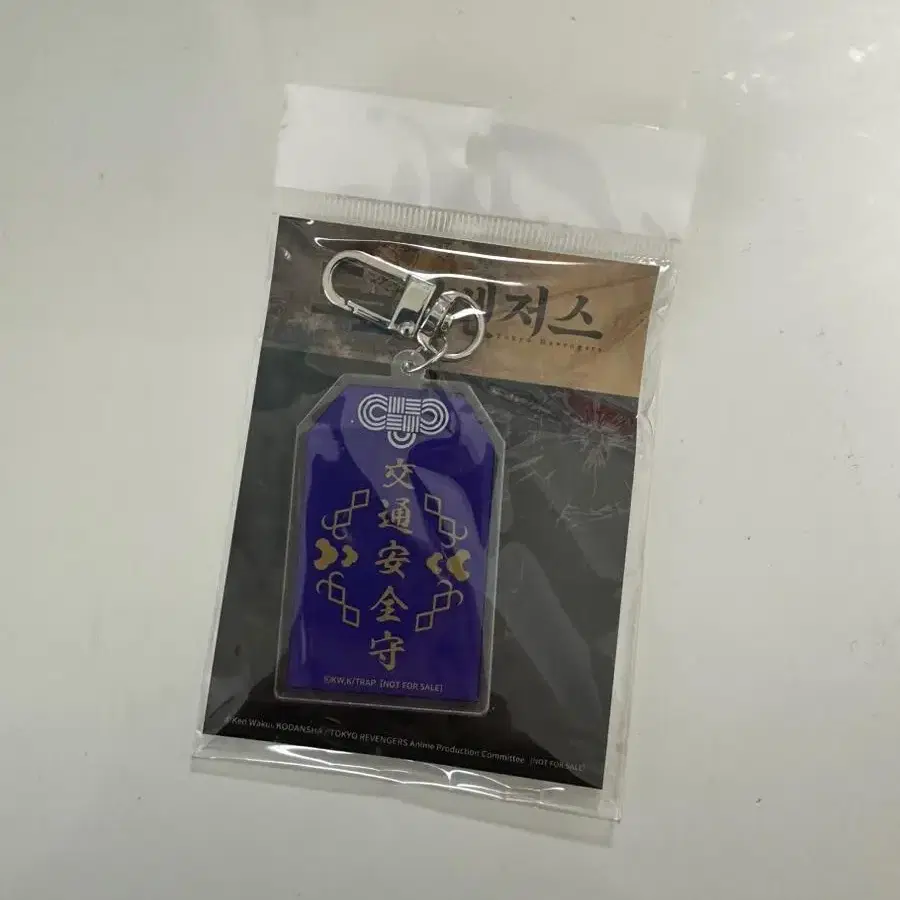 벤저스
Tokyo Revengers
交通安全守
©KW,K/TRAP [NOT FOR SALE]
©Ken Wakui, KODANSHA / TOKYO REVENGERS Anime Production Committee. [NOT FOR SALE]